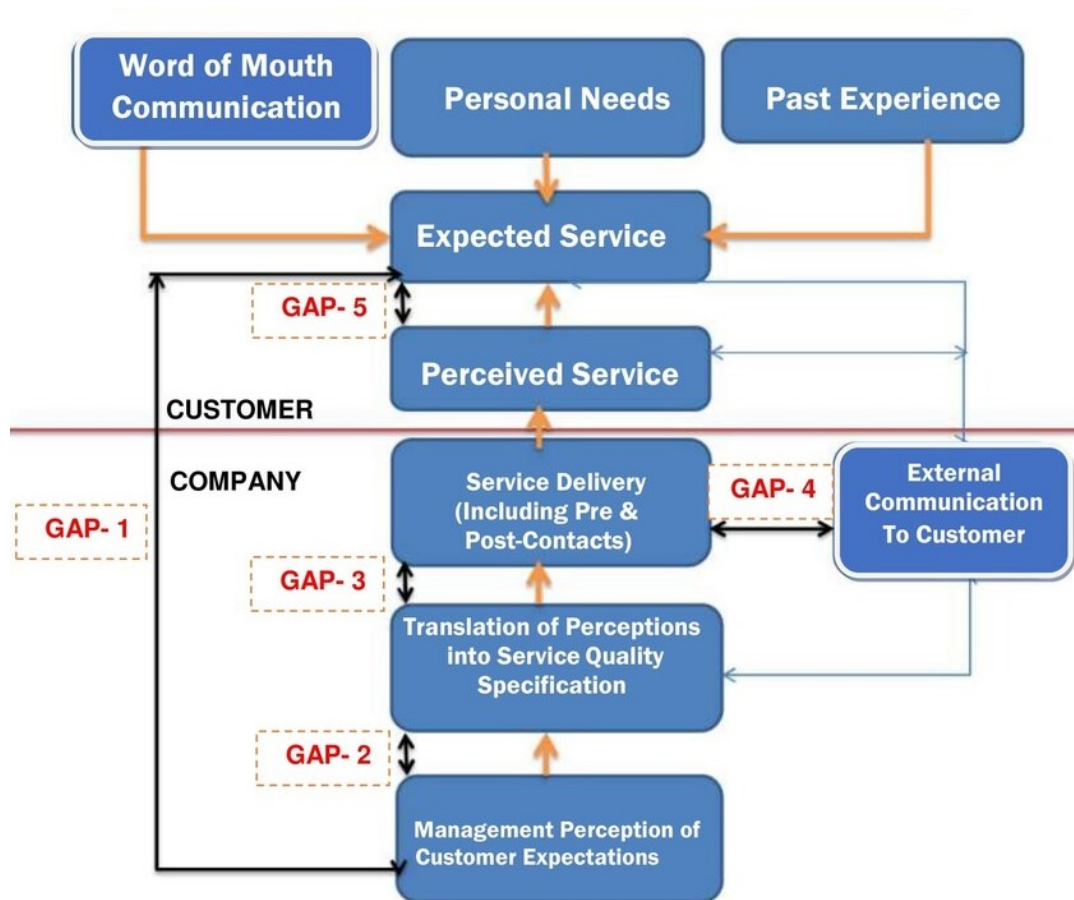 Word of Mouth
Communication
Personal Needs
Past Experience
Expected Service
GAP- 5
Perceived Service
CUSTOMER
COMPANY
Service Delivery
(Including Pre &
Post-Contacts)
GAP- 4
External
Communication
To Customer
GAP- 1
GAP- 3
Translation of Perceptions
into Service Quality
Specification
GAP- 2
Management Perception of
Customer Expectations